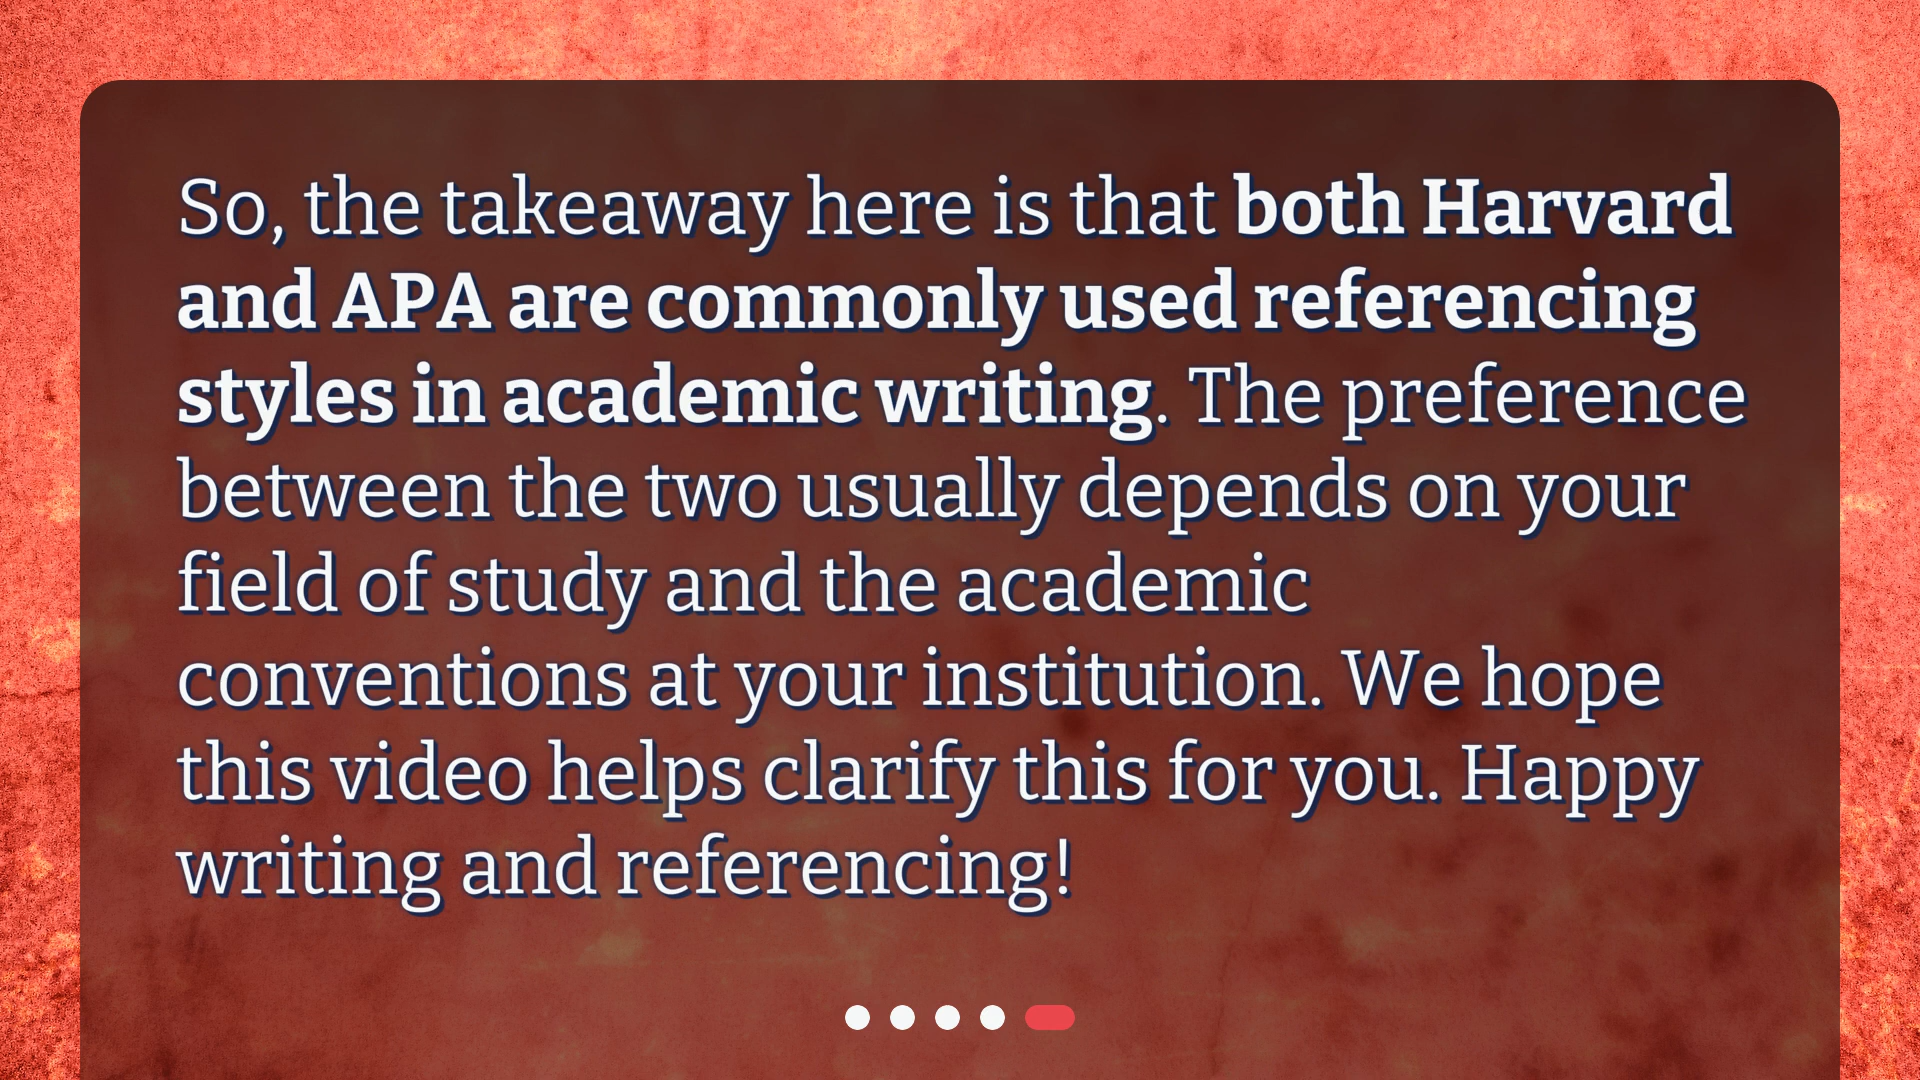 So, the takeaway here is that both Harvard
and APA are commonly used referencing
styles in academic writing. The preference
between the two usually depends on your
field of study and the academic
conventions at your institution. We hope
this video helps clarify this for you. Happy
writing and referencing!